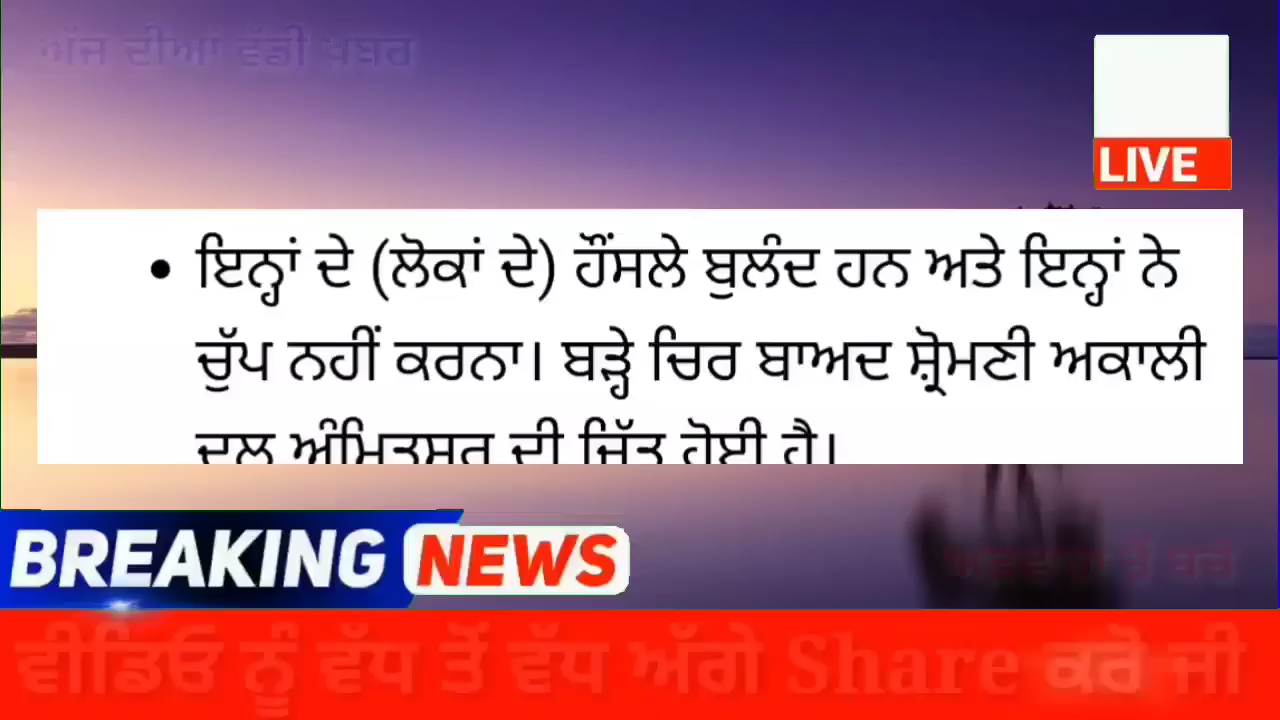 ਅੱਜ ਦੀਆਂ ਵੱਡੀ ਖ਼ਬਰ
LIVE
• ਇਨ੍ਹਾਂ ਦੇ (ਲੋਕਾਂ ਦੇ) ਹੌਂਸਲੇ ਬੁਲੰਦ ਹਨ ਅਤੇ ਇਨ੍ਹਾਂ ਨੇ
ਚੁੱਪ ਨਹੀਂ ਕਰਨਾ। ਬੜ੍ਹੇ ਚਿਰ ਬਾਅਦ ਸ਼੍ਰੋਮਣੀ ਅਕਾਲੀ
ਦਲ ਅੰਮ੍ਰਿਤਸਰ ਦੀ ਜਿੱਤ ਹੋਈ ਹੈ।
BREAKING NEWS
ਤੋਂ ਬਚੋ
ਵੀਡਿਓ ਨੂੰ ਵੱਧ ਤੋਂ ਵੱਧ ਅੱਗੇ Share ਕਰੋ ਜੀ